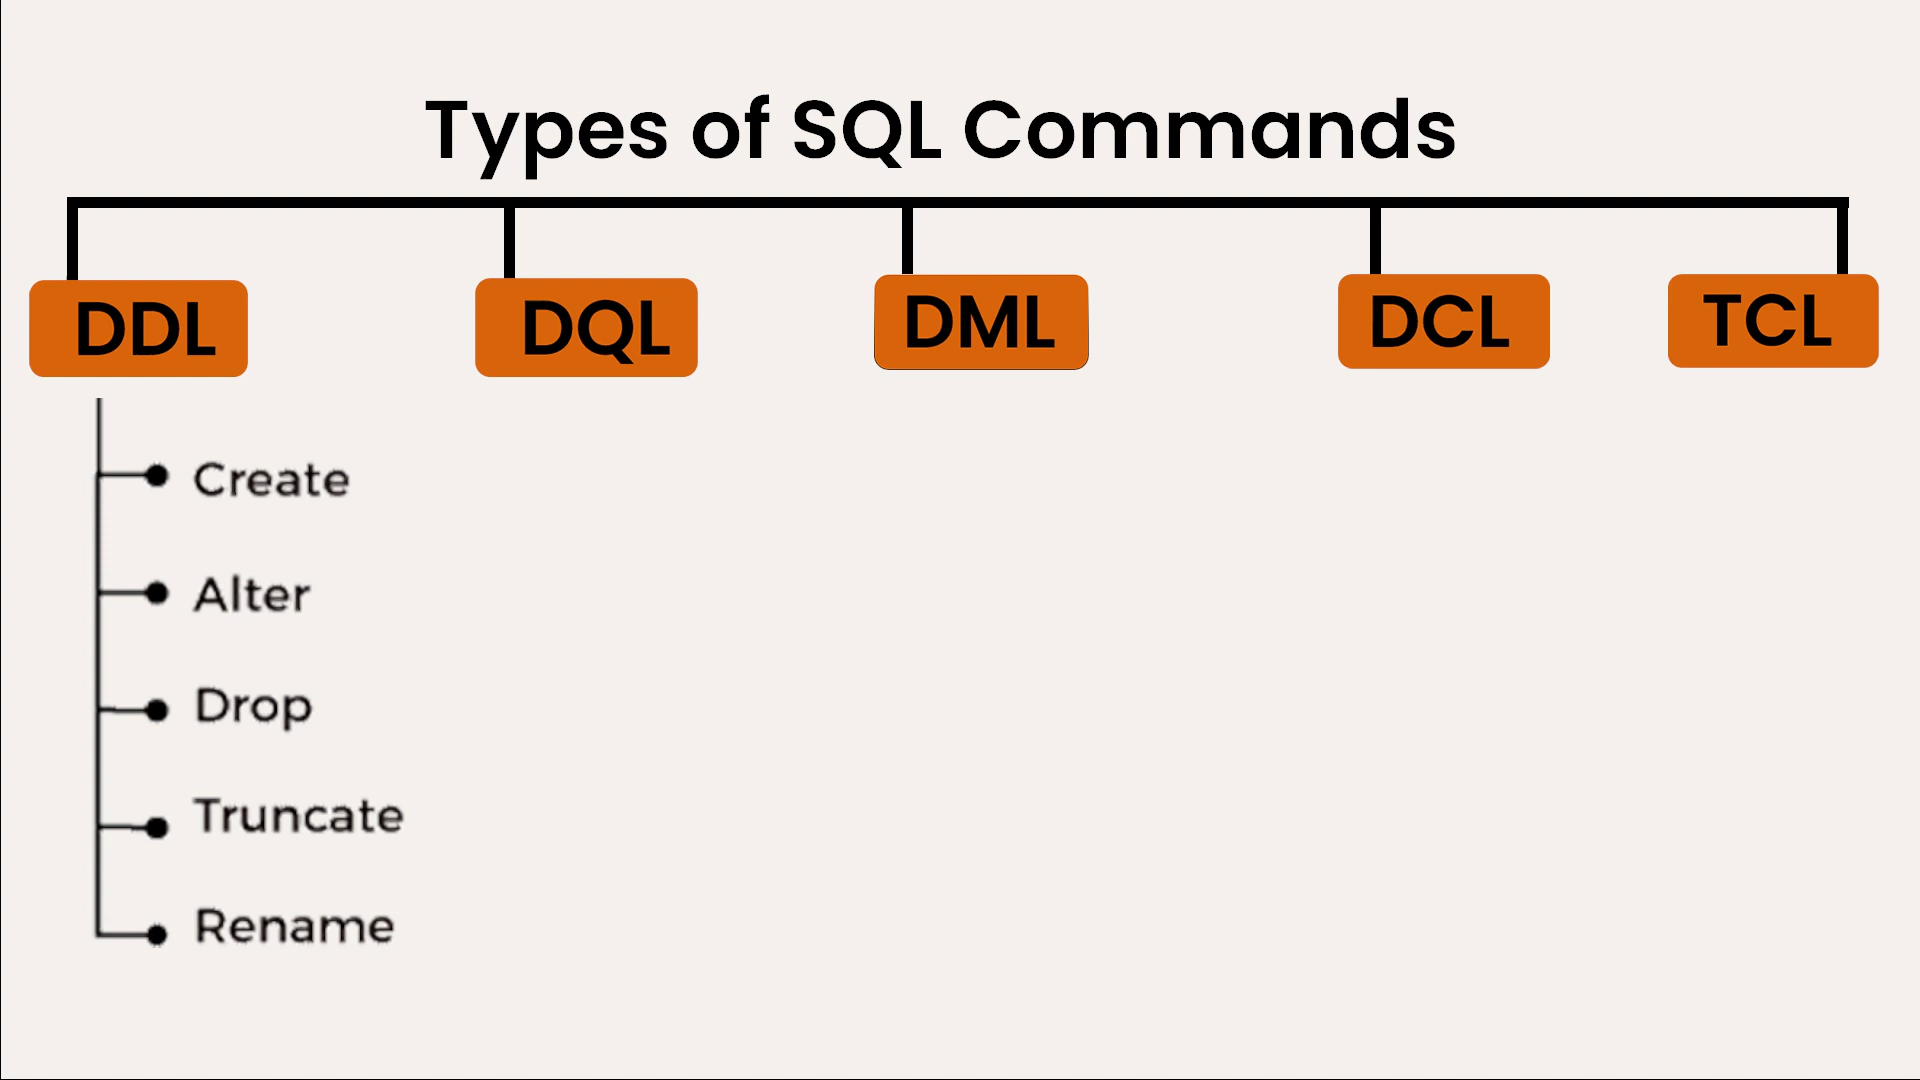 Types of SQL Commands
DDL
DQL
DML
DCL
TCL
Create
Alter
Drop
Truncate
Rename